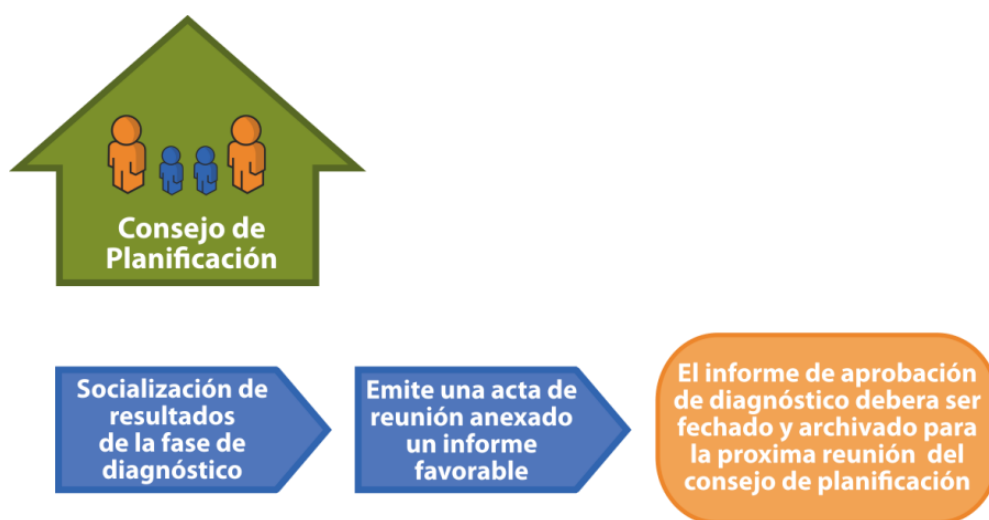 Consejo de
Planificación
Socialización de
resultados
de la fase de
diagnóstico
Emite una acta de
reunión anexado
un informe
favorable
El informe de aprobación
de diagnóstico debera ser
fechado y archivado para
la proxima reunión del
consejo de planificación